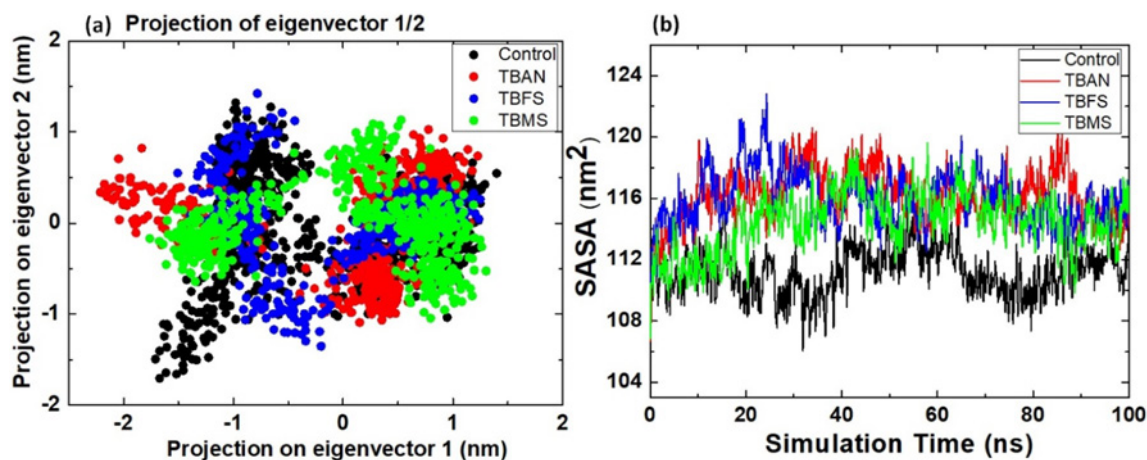 (a) Projection of eigenvector 1/2
Projection on eigenvector 2 (nm)
2
1
0
-1
-2
Control
TBAN
TBFS
TBMS
-2
-1
0
1
2
Projection on eigenvector 1 (nm)
(b)
SASA (nm²)
124
120
116
112
108
104
Control
TBAN
TBFS
TBMS
0
20
40
60
80
100
Simulation Time (ns)